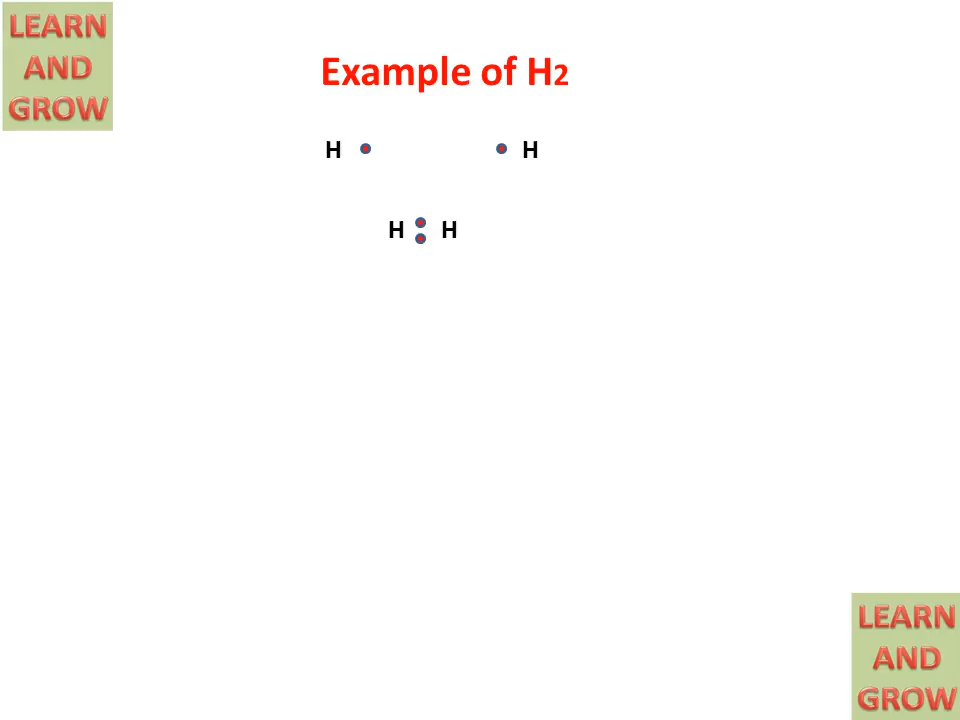 LEARN
AND
GROW
Example of H2
H H
H H
LEARN
AND
GROW